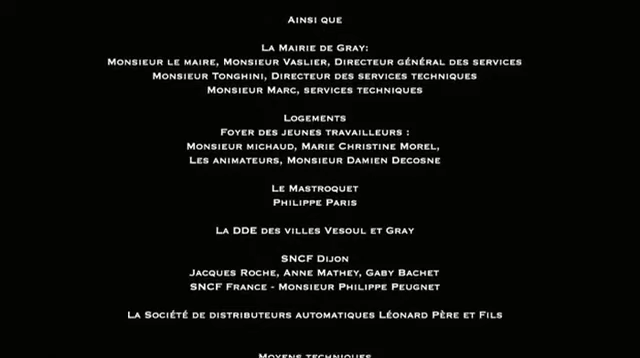 Ainsi que
La Mairie de Gray:
Monsieur le maire, Monsieur Vaslier, Directeur général des services
Monsieur Tonghini, Directeur des services techniques
Monsieur Marc, services techniques
Logements
Foyer des jeunes travailleurs :
Monsieur michaud, Marie Christine Morel,
Les animateurs, Monsieur Damien Decosne
Le Mastroquet
Philippe Paris
La DDE des villes Vesoul et Gray
SNCF Dijon
Jacques Roche, Anne Mathey, Gaby Bachet
SNCF France - Monsieur Philippe Peugnet
La Société de distributeurs automatiques Léonard Père et Fils
Moyens techniques